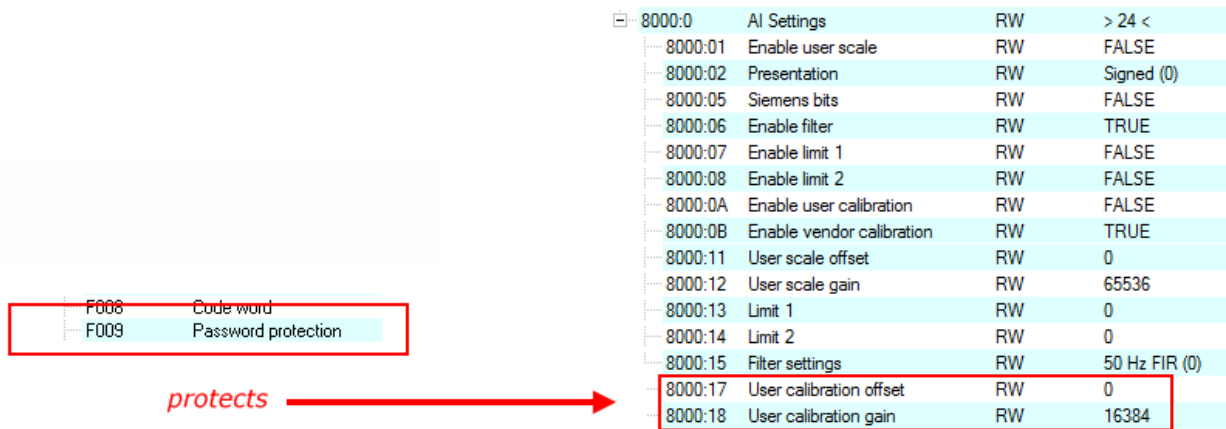 8000:0 AI Settings RW > 24 <
8000:01 Enable user scale RW FALSE
8000:02 Presentation RW Signed (0)
8000:05 Siemens bits RW FALSE
8000:06 Enable filter RW TRUE
8000:07 Enable limit 1 RW FALSE
8000:08 Enable limit 2 RW FALSE
8000:0A Enable user calibration RW FALSE
8000:0B Enable vendor calibration RW TRUE
8000:11 User scale offset RW 0
8000:12 User scale gain RW 65536
8000:13 Limit 1 RW 0
8000:14 Limit 2 RW 0
8000:15 Filter settings RW 50 Hz FIR (0)
8000:17 User calibration offset RW 0
8000:18 User calibration gain RW 16384
F008 Code word
F009 Password protection
protects